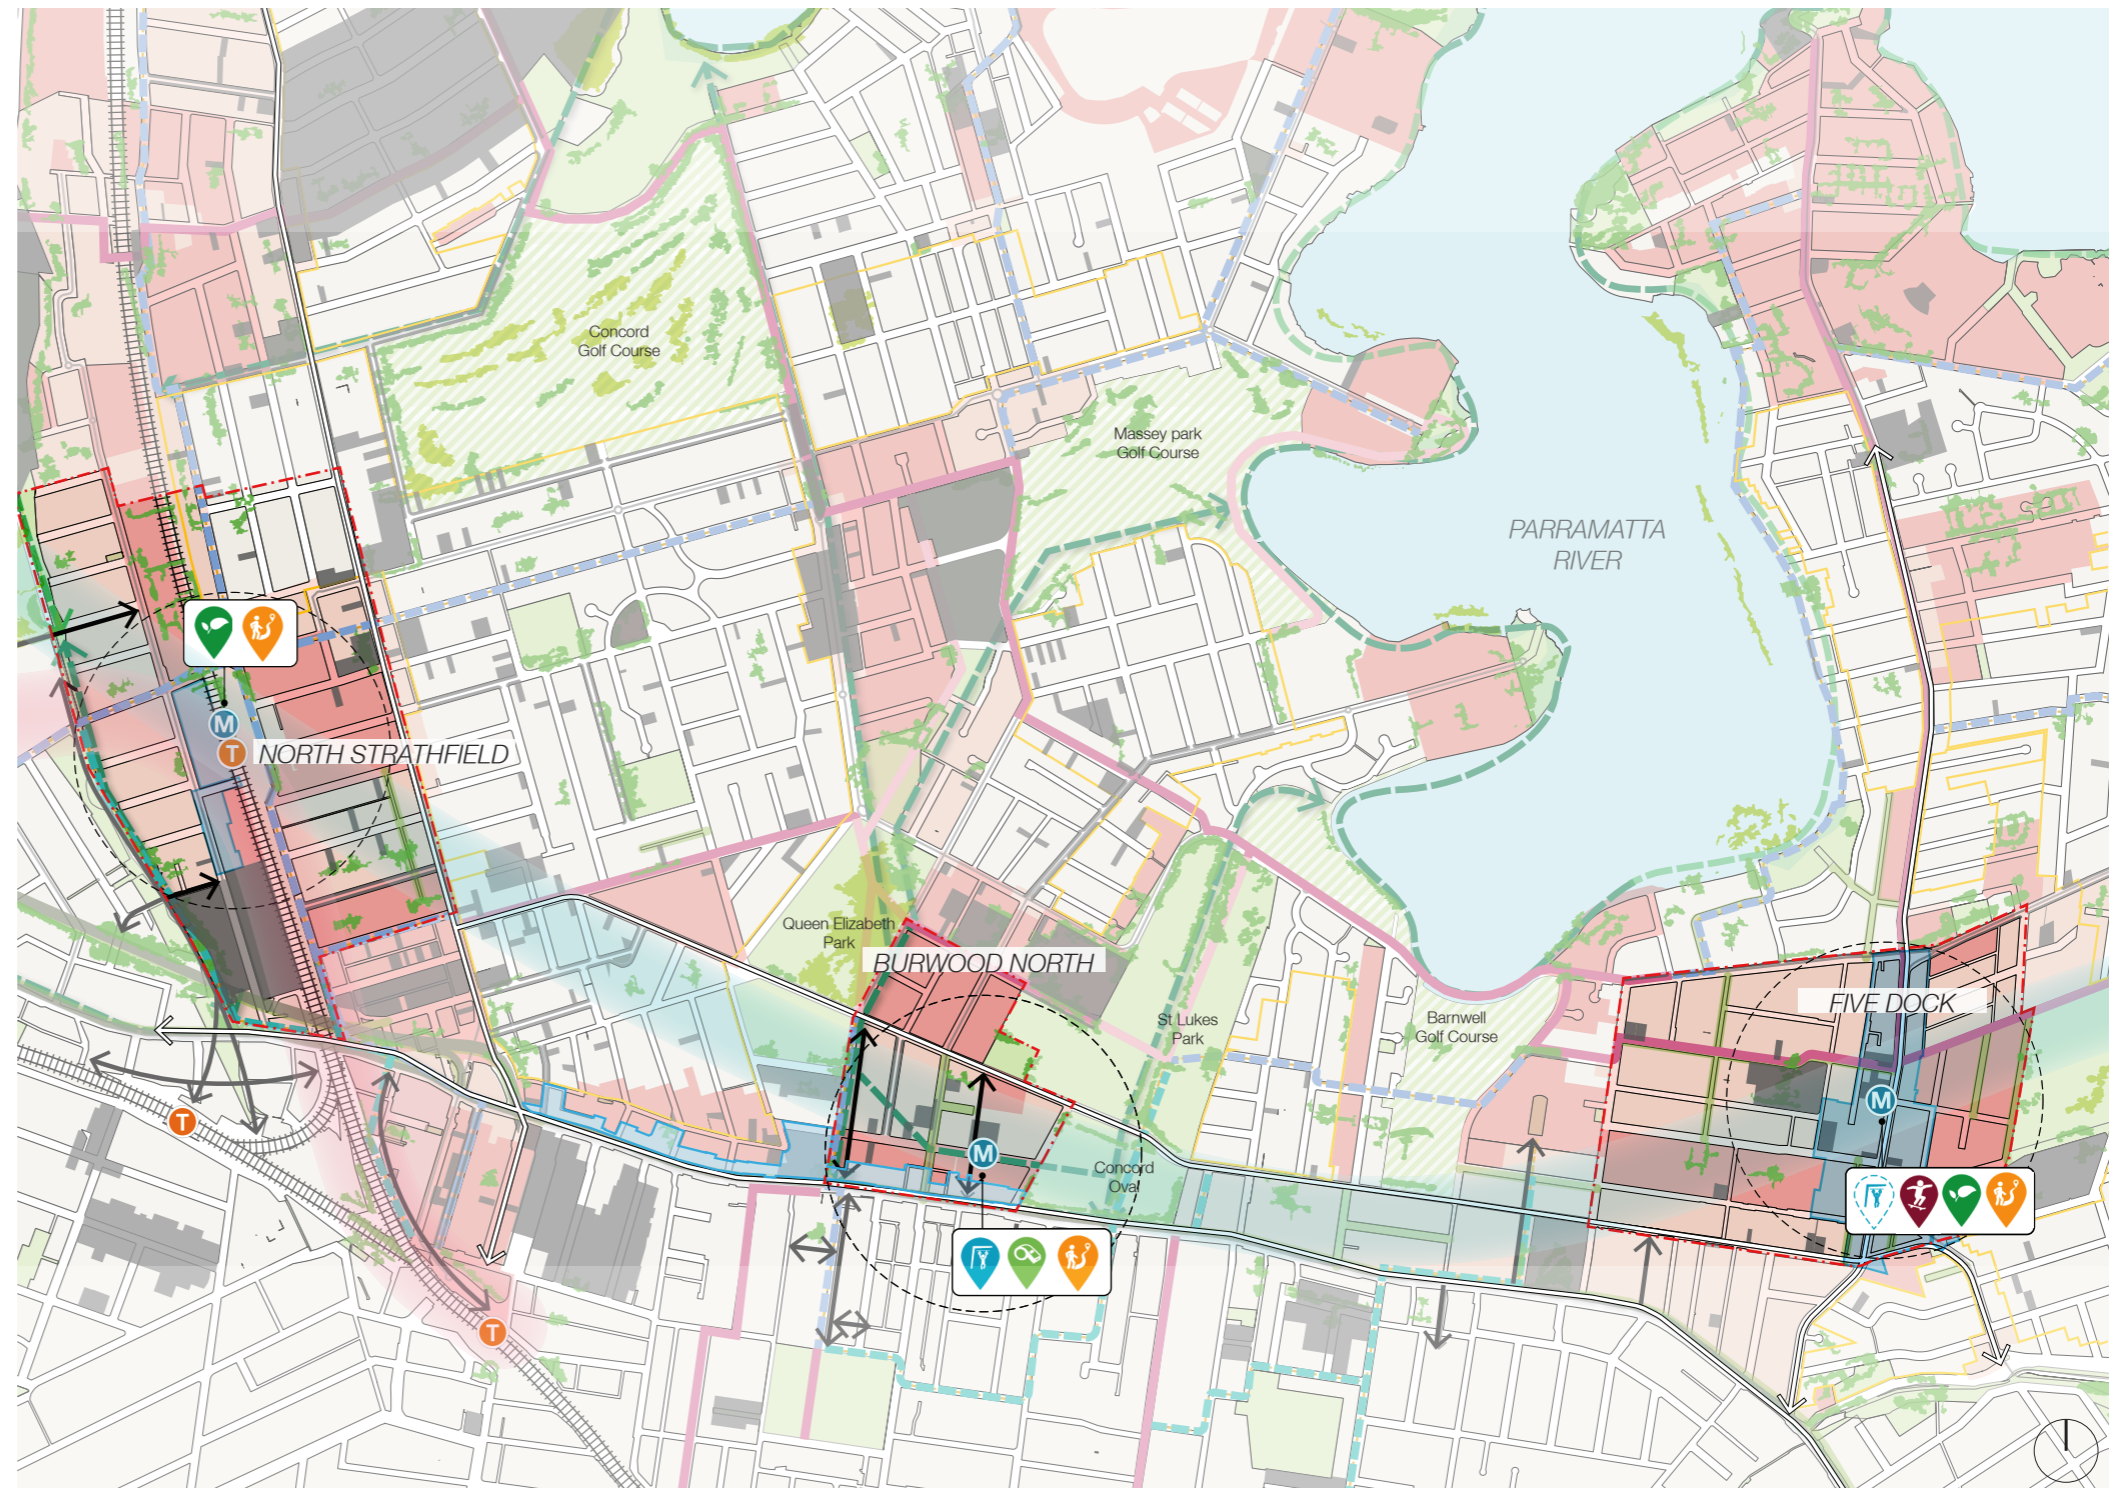 Concord
Golf Course
Massey park
Golf Course
PARRAMATTA
RIVER
M
T
NORTH STRATHFIELD
Queen Elizabeth
Park
BURWOOD NORTH
St Lukes
Park
Barnwell
Golf Course
FIVE DOCK
M
T
M
Concord
Oval
T